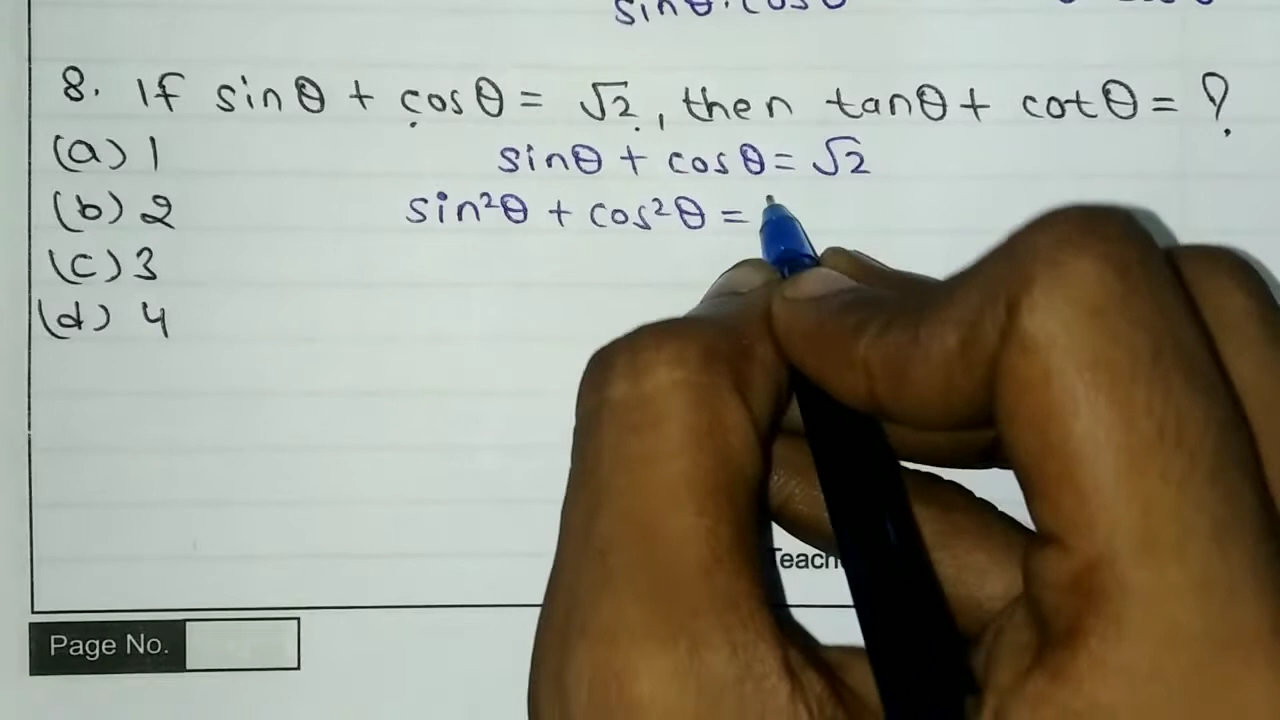 8. If sinθ + cosθ = √2, then tanθ + cotθ = ?
(a) 1
sinθ + cosθ = √2
(b) 2
sin²θ + cos²θ =
(c) 3
(d) 4
Page No.